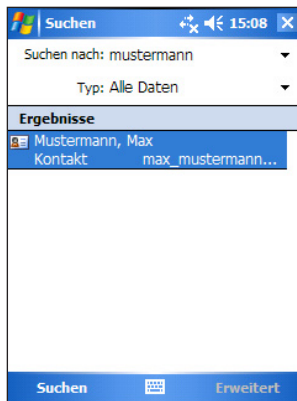 Suchen 15:08
Suchen nach: mustermann
Typ: Alle Daten
Ergebnisse
Mustermann, Max
Kontakt max_mustermann...
Suchen Erweitert